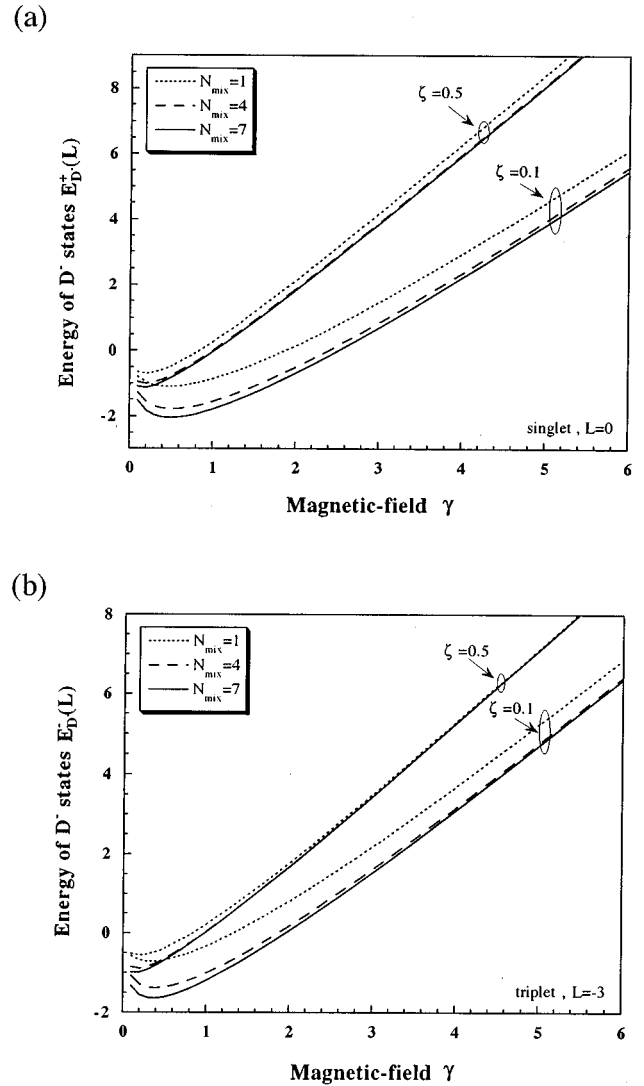 (a)
Energy of D⁻ states E⁺_D⁻(L)
8
6
4
2
0
-2
N_mix=1
N_mix=4
N_mix=7
ζ=0.5
ζ=0.1
singlet , L=0
0 1 2 3 4 5 6
Magnetic-field γ
(b)
Energy of D⁻ states E⁻_D⁻(L)
8
6
4
2
0
-2
N_mix=1
N_mix=4
N_mix=7
ζ=0.5
ζ=0.1
triplet , L=-3
0 1 2 3 4 5 6
Magnetic-field γ